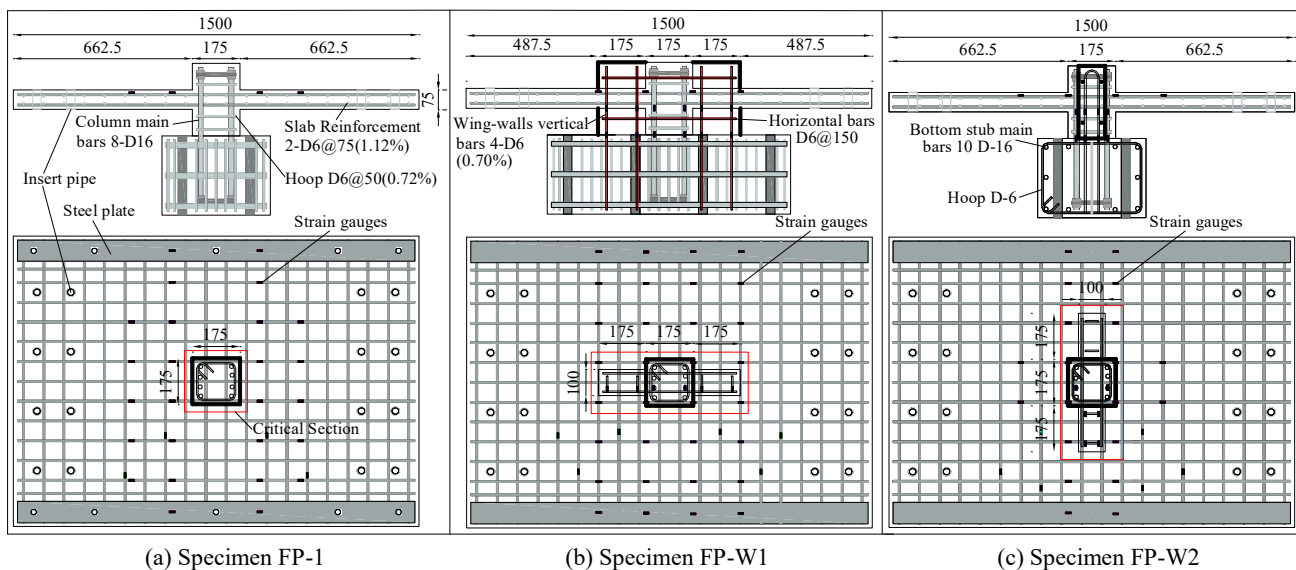 1500
662.5 175 662.5
75
Column main
bars 8-D16
Slab Reinforcement
2-D6@75(1.12%)
Hoop D6@50(0.72%)
Insert pipe
Steel plate
Strain gauges
175
175
Critical Section
(a) Specimen FP-1
1500
487.5 175 175 175 487.5
Wing-walls vertical
bars 4-D6
(0.70%)
Horizontal bars
D6@150
Strain gauges
175 175 175
100
(b) Specimen FP-W1
1500
662.5 175 662.5
Bottom stub main
bars 10 D-16
Hoop D-6
Strain gauges
100
175
175
175
(c) Specimen FP-W2